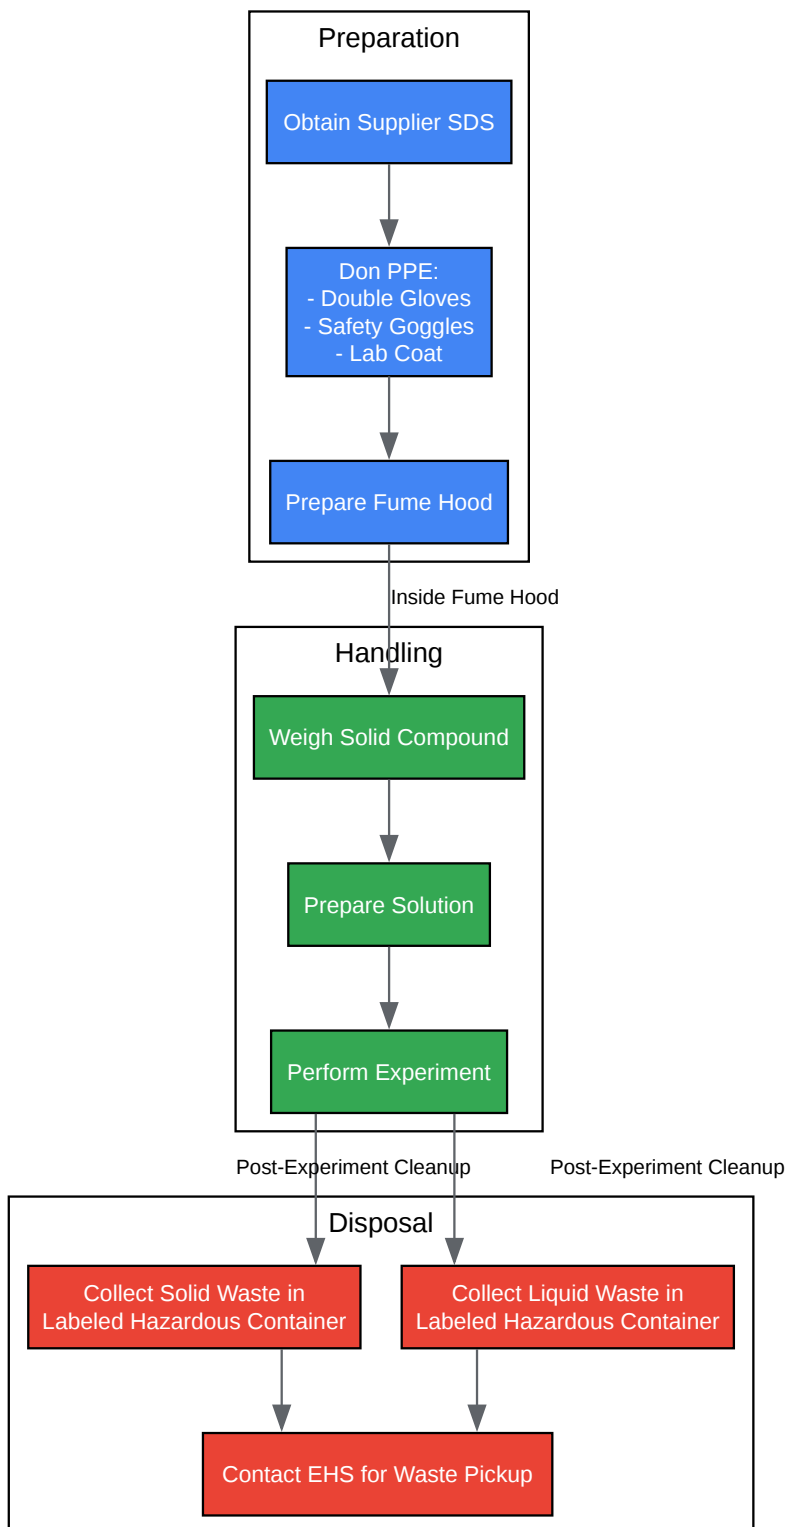 Preparation
Obtain Supplier SDS
Don PPE:
- Double Gloves
- Safety Goggles
- Lab Coat
Prepare Fume Hood
Inside Fume Hood
Handling
Weigh Solid Compound
Prepare Solution
Perform Experiment
Post-Experiment Cleanup
Post-Experiment Cleanup
Disposal
Collect Solid Waste in
Labeled Hazardous Container
Collect Liquid Waste in
Labeled Hazardous Container
Contact EHS for Waste Pickup